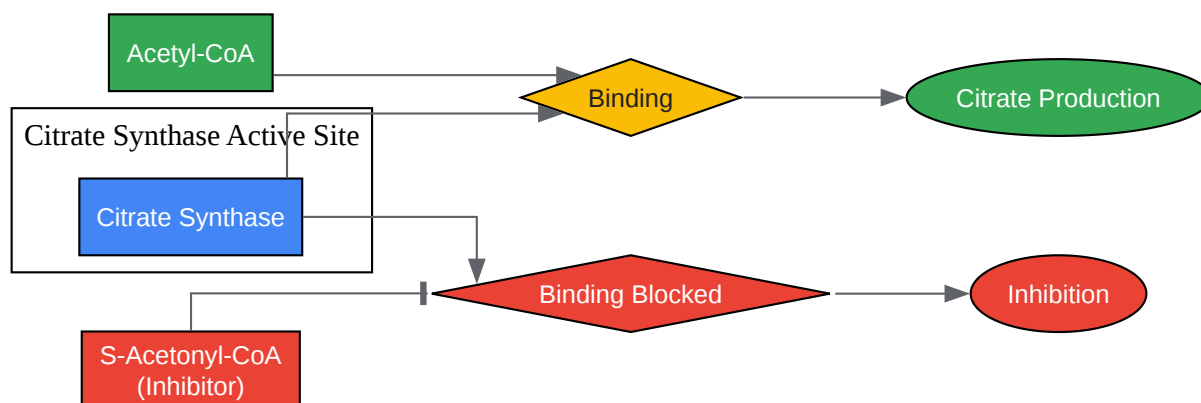 Acetyl-CoA
Binding
Citrate Production
Citrate Synthase Active Site
Citrate Synthase
Binding Blocked
Inhibition
S-Acetonyl-CoA
(Inhibitor)